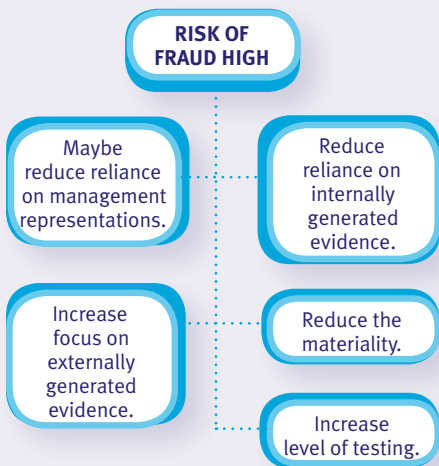 RISK OF
FRAUD HIGH
Maybe
reduce reliance
on management
representations.
Reduce
reliance on
internally
generated
evidence.
Increase
focus on
externally
generated
evidence.
Reduce the
materiality.
Increase
level of testing.